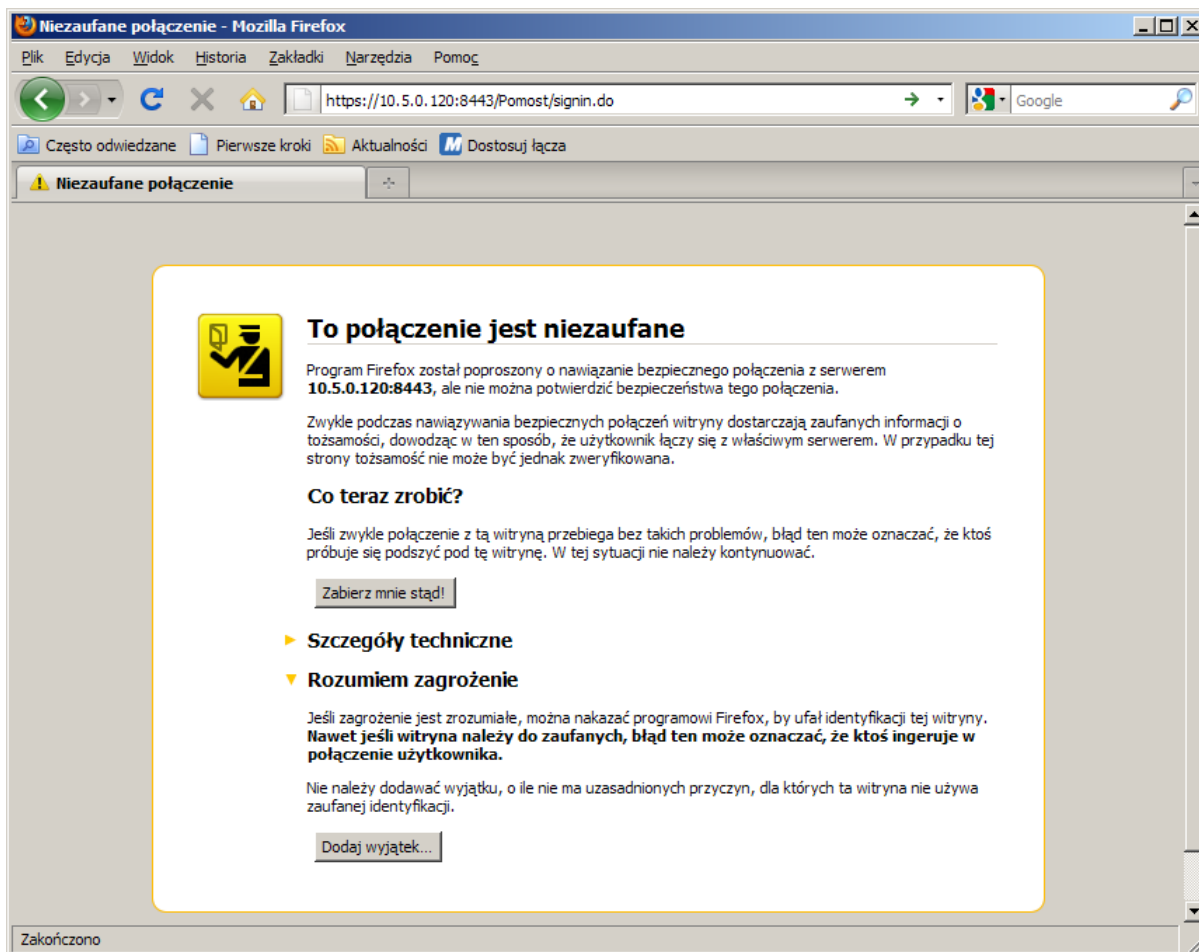 Niezaufane połączenie - Mozilla Firefox
Plik Edycja Widok Historia Zakładki Narzędzia Pomoc
https://10.5.0.120:8443/Pomost/signin.do Google
Często odwiedzane Pierwsze kroki Aktualności Dostosuj łącza
Niezaufane połączenie
To połączenie jest niezaufane
Program Firefox został poproszony o nawiązanie bezpiecznego połączenia z serwerem
10.5.0.120:8443, ale nie można potwierdzić bezpieczeństwa tego połączenia.
Zwykle podczas nawiązywania bezpiecznych połączeń witryny dostarczają zaufanych informacji o
tożsamości, dowodząc w ten sposób, że użytkownik łączy się z właściwym serwerem. W przypadku tej
strony tożsamość nie może być jednak zweryfikowana.
Co teraz zrobić?
Jeśli zwykle połączenie z tą witryną przebiega bez takich problemów, błąd ten może oznaczać, że ktoś
próbuje się podszyć pod tę witrynę. W tej sytuacji nie należy kontynuować.
Zabierz mnie stąd!
Szczegóły techniczne
Rozumiem zagrożenie
Jeśli zagrożenie jest zrozumiałe, można nakazać programowi Firefox, by ufał identyfikacji tej witryny.
Nawet jeśli witryna należy do zaufanych, błąd ten może oznaczać, że ktoś ingeruje w
połączenie użytkownika.
Nie należy dodawać wyjątku, o ile nie ma uzasadnionych przyczyn, dla których ta witryna nie używa
zaufanej identyfikacji.
Dodaj wyjątek...
Zakończono